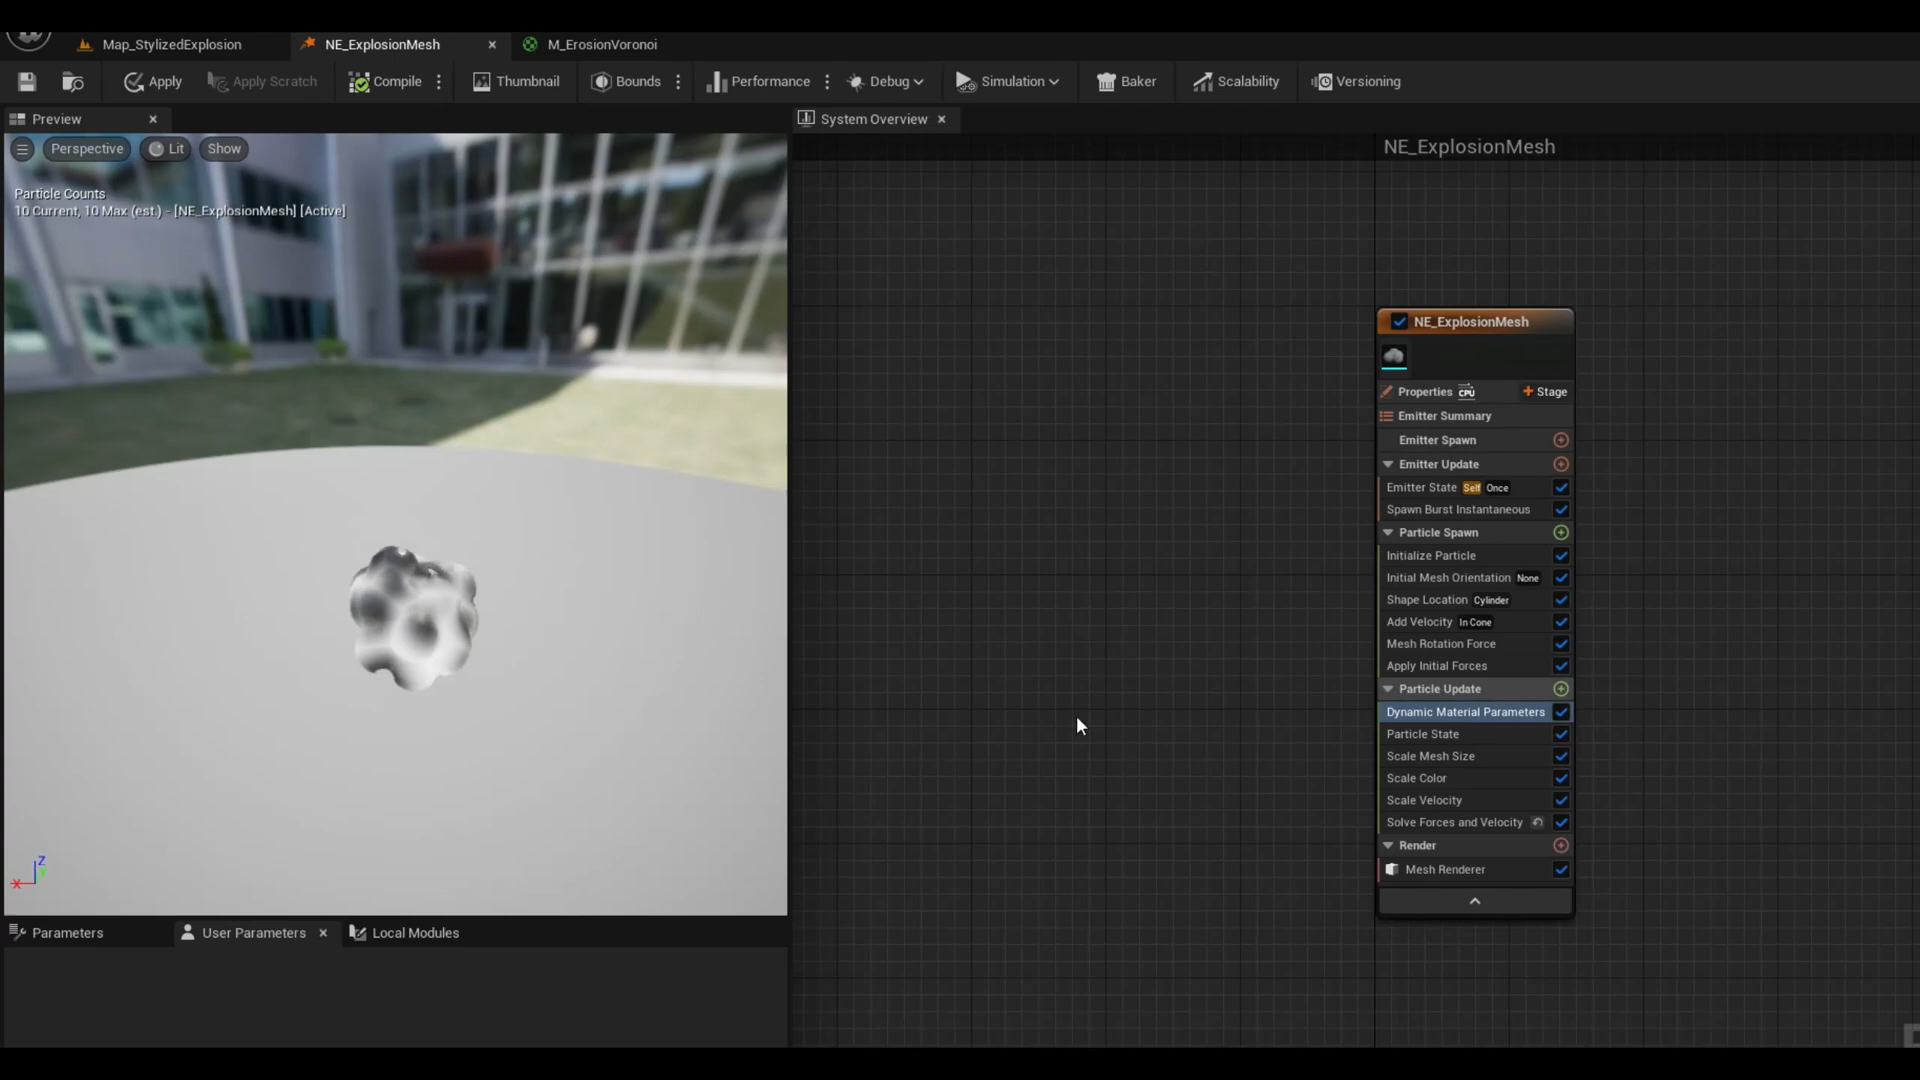 Map_StylizedExplosion
NE_ExplosionMesh
M_ErosionVoronoi
Apply
Apply Scratch
Compile
Thumbnail
Bounds
Performance
Debug
Simulation
Baker
Scalability
Versioning
Preview
System Overview
Perspective
Lit
Show
NE_ExplosionMesh
Particle Counts
10 Current, 10 Max (est.) - [NE_ExplosionMesh] [Active]
NE_ExplosionMesh
Properties CPU + Stage
Emitter Summary
Emitter Spawn
Emitter Update
Emitter State Self Once
Spawn Burst Instantaneous
Particle Spawn
Initialize Particle
Initial Mesh Orientation None
Shape Location Cylinder
Add Velocity In Cone
Mesh Rotation Force
Apply Initial Forces
Particle Update
Dynamic Material Parameters
Particle State
Scale Mesh Size
Scale Color
Scale Velocity
Solve Forces and Velocity
Render
Mesh Renderer
Z
Y
X
Parameters
User Parameters
Local Modules